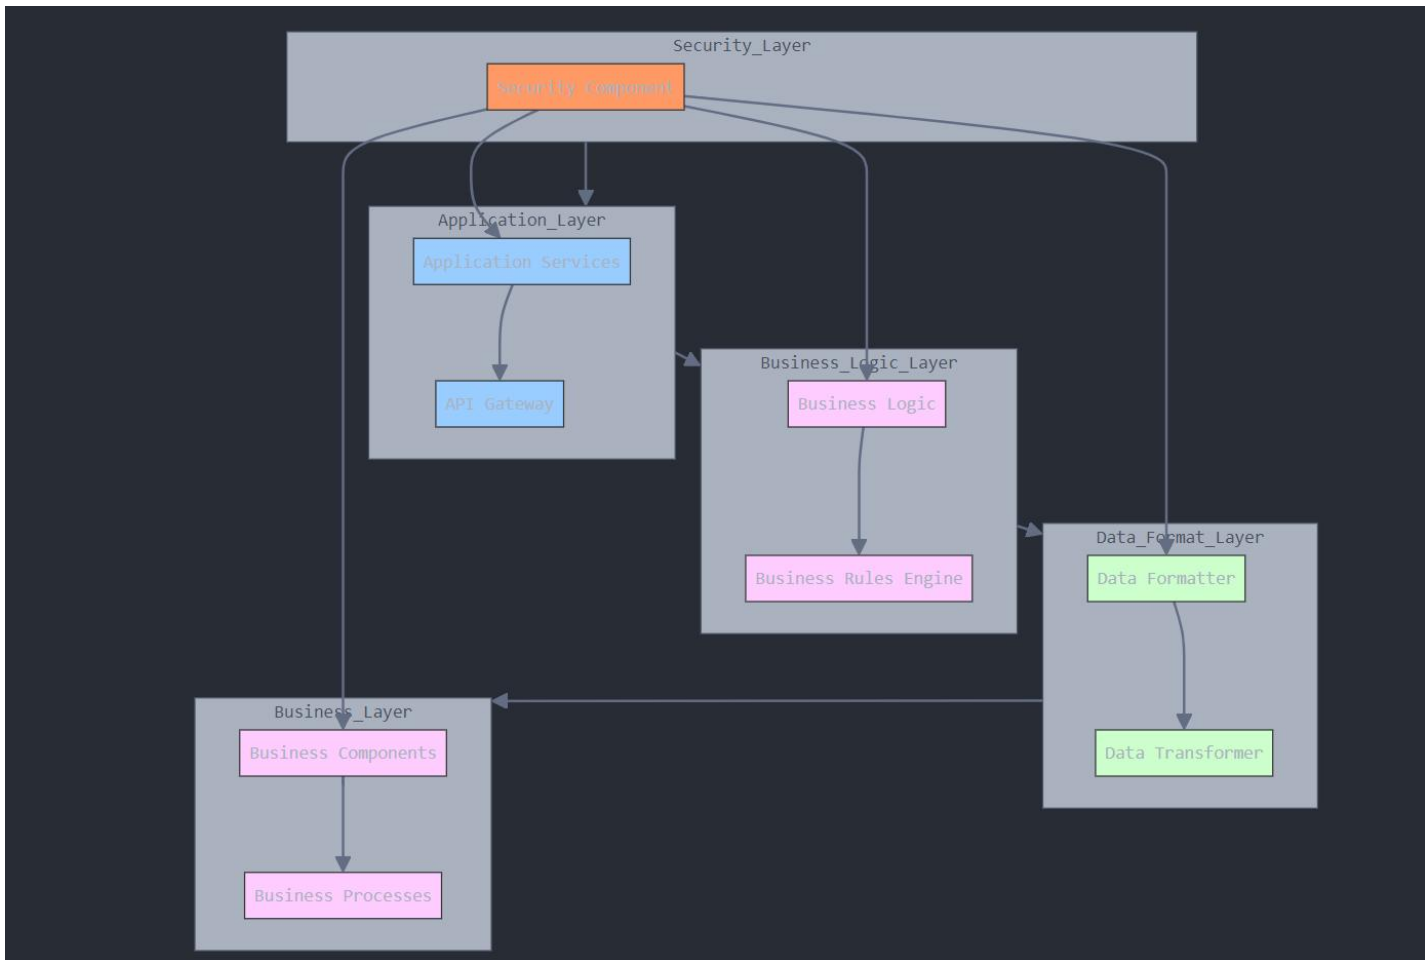 Security_Layer
Security Component
Application_Layer
Application Services
API Gateway
Business_Logic_Layer
Business Logic
Business Rules Engine
Data_Format_Layer
Data Formatter
Data Transformer
Business_Layer
Business Components
Business Processes